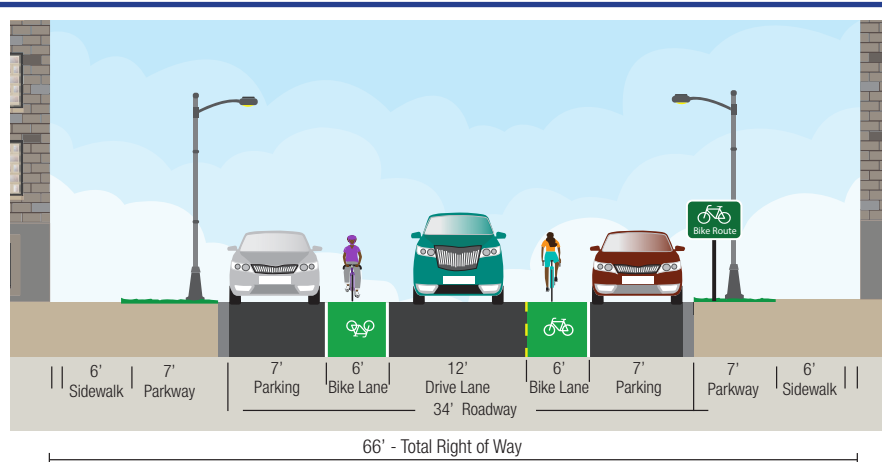 Bike Route
6’
Sidewalk
7’
Parkway
7’
Parking
6’
Bike Lane
12’
Drive Lane
6’
Bike Lane
7’
Parking
7’
Parkway
6’
Sidewalk
34’ Roadway
66’ - Total Right of Way